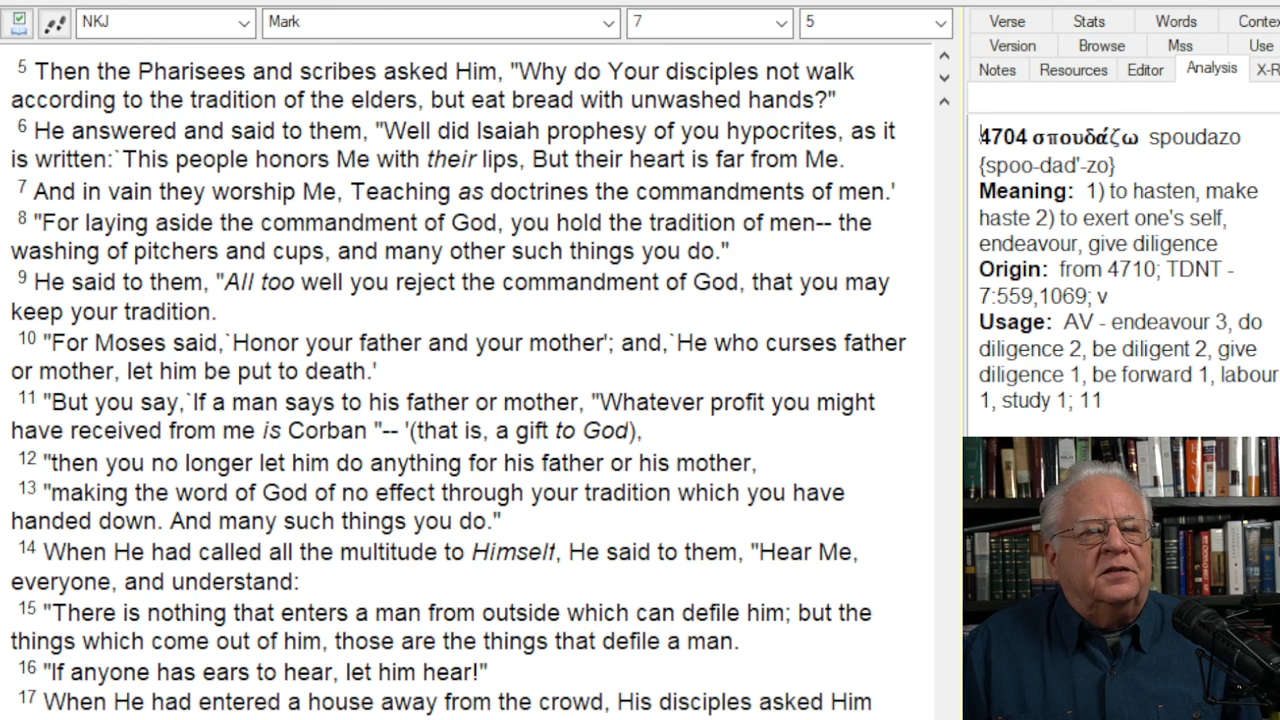 NKJ Mark 7 5
5 Then the Pharisees and scribes asked Him, "Why do Your disciples not walk
according to the tradition of the elders, but eat bread with unwashed hands?"
6 He answered and said to them, "Well did Isaiah prophesy of you hypocrites, as it
is written:`This people honors Me with their lips, But their heart is far from Me.
7 And in vain they worship Me, Teaching as doctrines the commandments of men.'
8 "For laying aside the commandment of God, you hold the tradition of men-- the
washing of pitchers and cups, and many other such things you do."
9 He said to them, "All too well you reject the commandment of God, that you may
keep your tradition.
10 "For Moses said,`Honor your father and your mother'; and,`He who curses father
or mother, let him be put to death.'
11 "But you say,`If a man says to his father or mother, "Whatever profit you might
have received from me is Corban "-- '(that is, a gift to God),
12 "then you no longer let him do anything for his father or his mother,
13 "making the word of God of no effect through your tradition which you have
handed down. And many such things you do."
14 When He had called all the multitude to Himself, He said to them, "Hear Me,
everyone, and understand:
15 "There is nothing that enters a man from outside which can defile him; but the
things which come out of him, those are the things that defile a man.
16 "If anyone has ears to hear, let him hear!"
17 When He had entered a house away from the crowd, His disciples asked Him
Verse Stats Words Contex
Version Browse Mss Use
Notes Resources Editor Analysis X-R
4704 σπουδάζω spoudazo
{spoo-dad'-zo}
Meaning: 1) to hasten, make
haste 2) to exert one's self,
endeavour, give diligence
Origin: from 4710; TDNT -
7:559,1069; v
Usage: AV - endeavour 3, do
diligence 2, be diligent 2, give
diligence 1, be forward 1, labour
1, study 1; 11